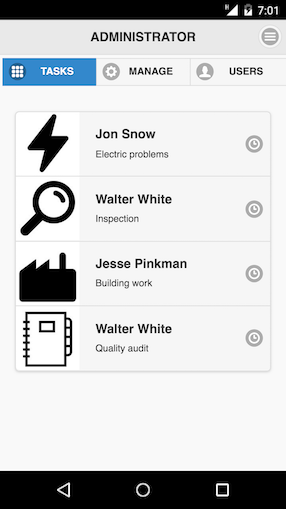 7:01
ADMINISTRATOR
TASKS MANAGE USERS
Jon Snow
Electric problems
Walter White
Inspection
Jesse Pinkman
Building work
Walter White
Quality audit